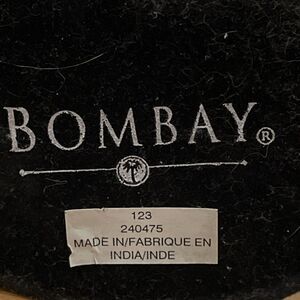 BOMBAY®
123
240475
MADE IN/FABRIQUE EN
INDIA/INDE